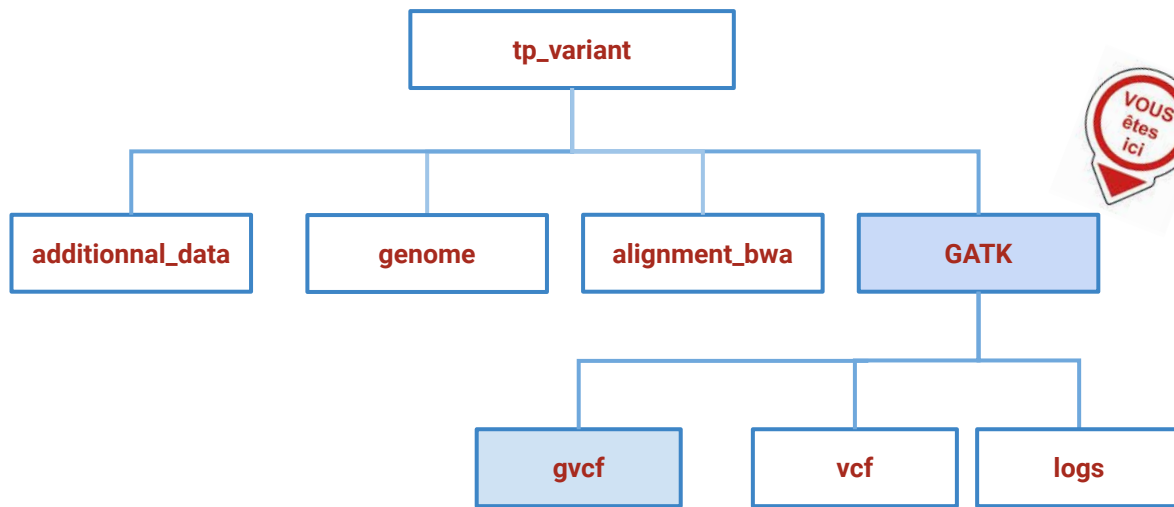 tp_variant
VOUS
êtes
ici
additionnal_data
genome
alignment_bwa
GATK
gvcf
vcf
logs